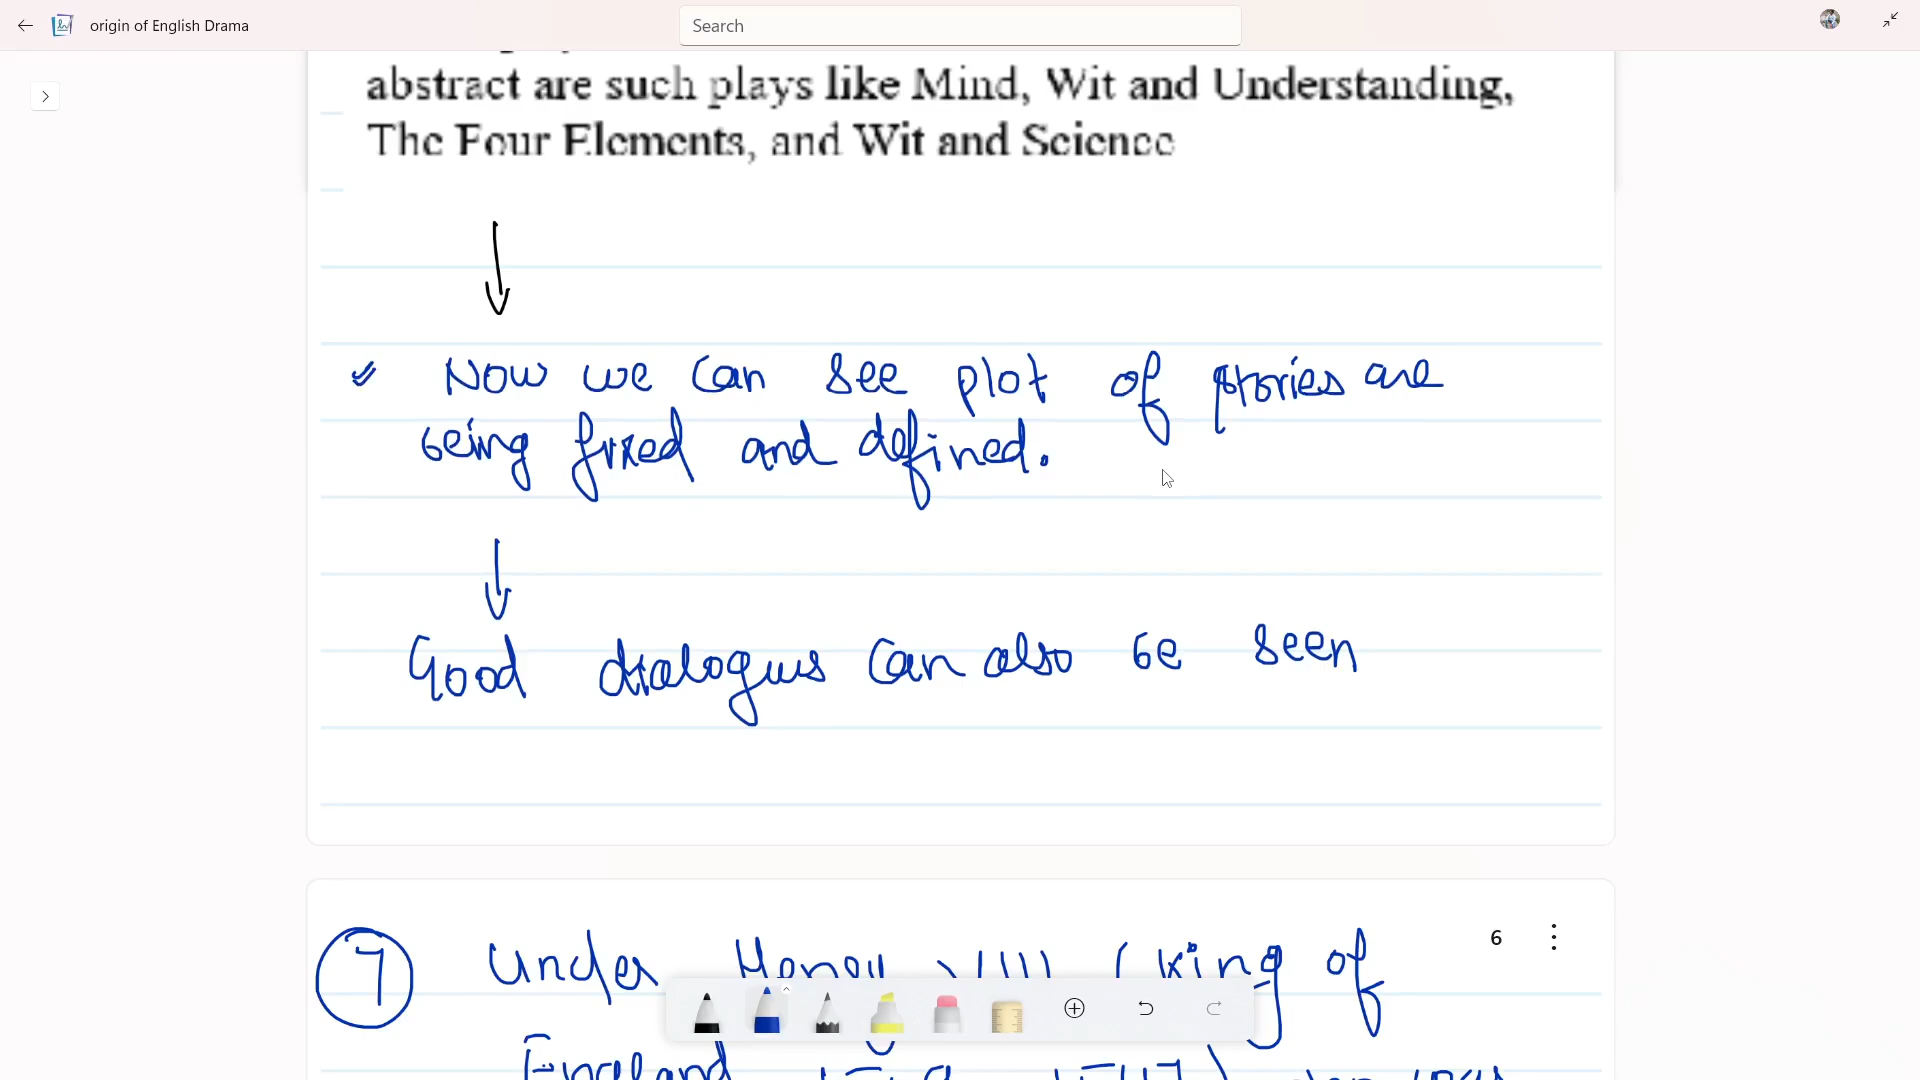 origin of English Drama
Search
abstract are such plays like Mind, Wit and Understanding,
The Four Elements, and Wit and Science
Now we can see plot of stories are
being fixed and defined.
Good dialogues can also be seen
6
7 Under Henry VIII (King of
England